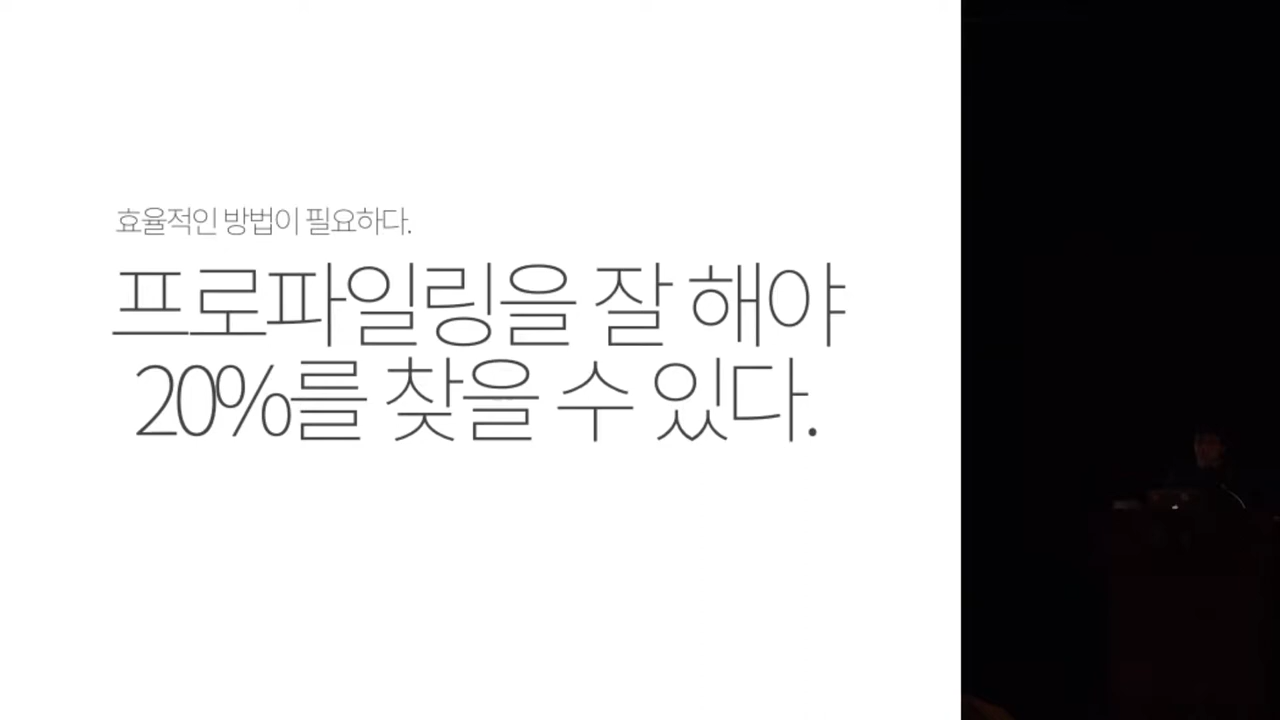 효율적인 방법이 필요하다.
프로파일링을 잘 해야
20%를 찾을 수 있다.